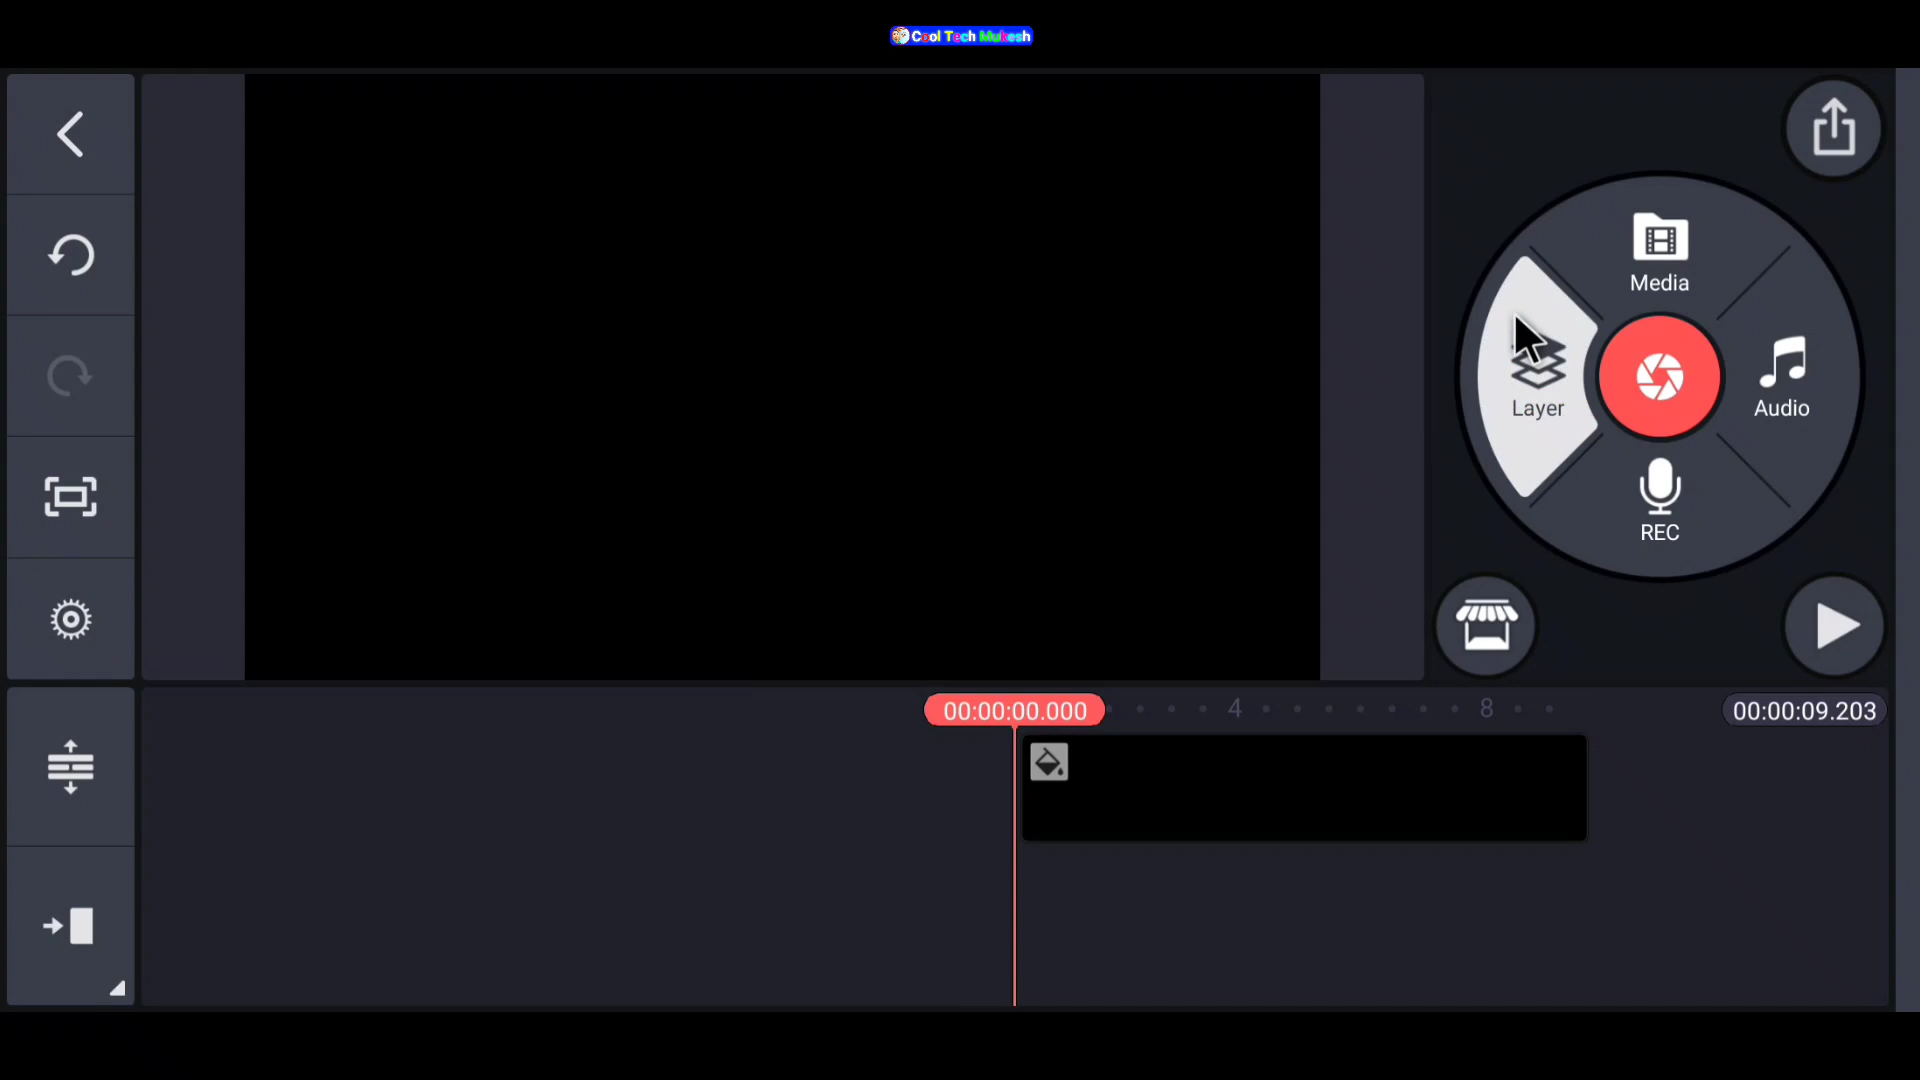 Cool Tech Mukesh
Media
Layer
Audio
REC
00:00:00.000
4
8
00:00:09.203